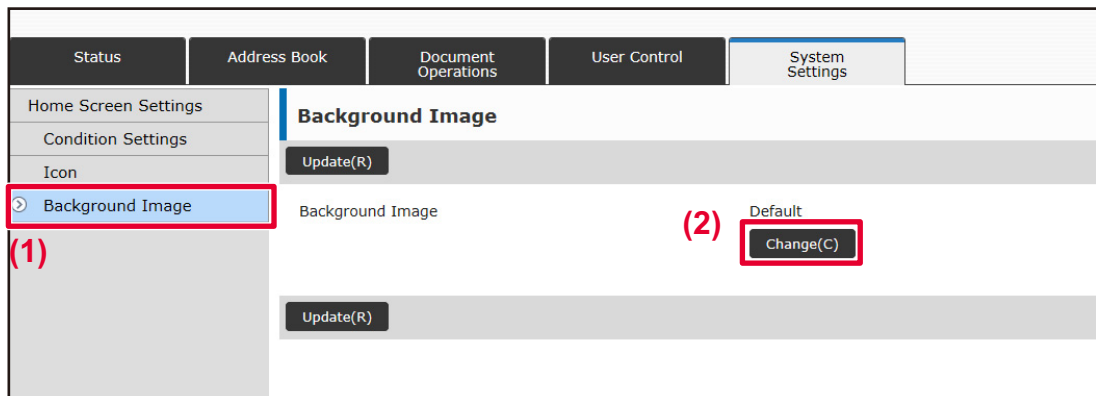 Status
Address Book
Document
Operations
User Control
System
Settings
Home Screen Settings
Condition Settings
Icon
Background Image
(1)
Background Image
Update(R)
Background Image
Default
(2)
Change(C)
Update(R)